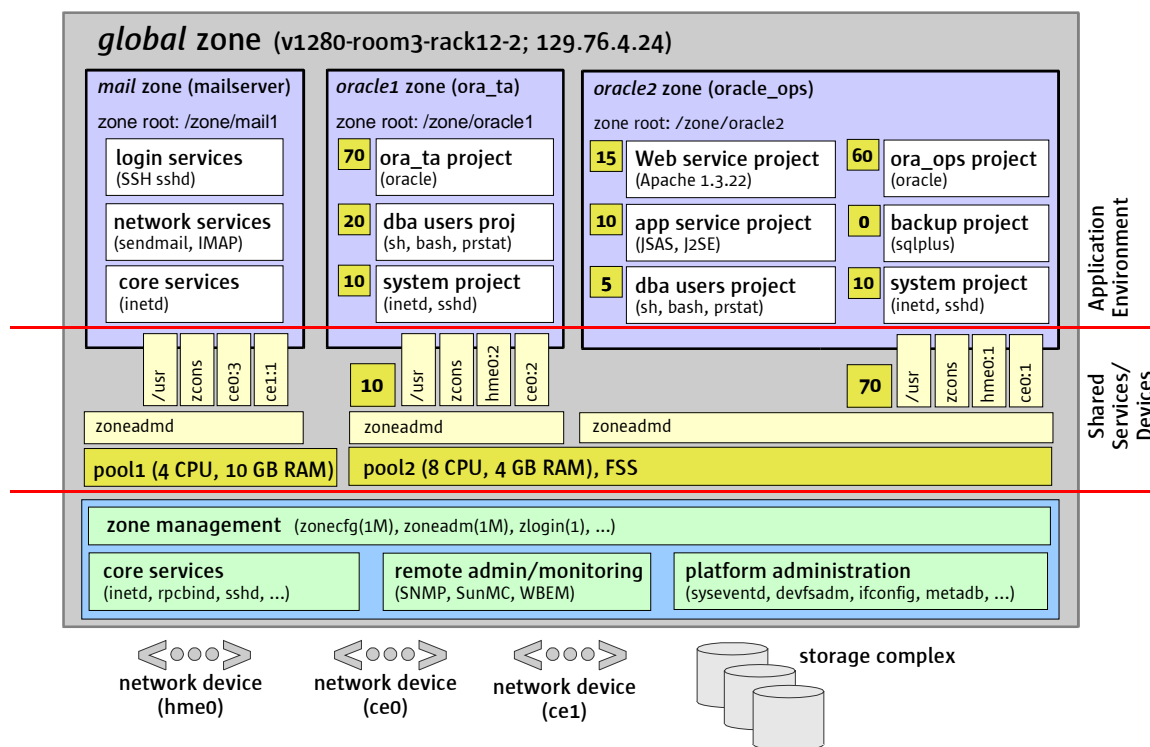 global zone (v1280-room3-rack12-2; 129.76.4.24)
mail zone (mailserver)
zone root: /zone/mail1
login services
(SSH sshd)
network services
(sendmail, IMAP)
core services
(inetd)
oracle1 zone (ora_ta)
zone root: /zone/oracle1
70
ora_ta project
(oracle)
20
dba users proj
(sh, bash, prstat)
10
system project
(inetd, sshd)
oracle2 zone (oracle_ops)
zone root: /zone/oracle2
15
Web service project
(Apache 1.3.22)
10
app service project
(JSAS, J2SE)
5
dba users project
(sh, bash, prstat)
60
ora_ops project
(oracle)
0
backup project
(sqlplus)
10
system project
(inetd, sshd)
Application
Environment
/usr
zcons
ce0:3
ce1:1
10
/usr
zcons
hme0:2
ce0:2
70
/usr
zcons
hme0:1
ce0:1
zoneadmd
zoneadmd
zoneadmd
pool1 (4 CPU, 10 GB RAM)
pool2 (8 CPU, 4 GB RAM), FSS
Shared
Services/
Devices
zone management (zonecfg(1M), zoneadm(1M), zlogin(1), ...)
core services
(inetd, rpcbind, sshd, ...)
remote admin/monitoring
(SNMP, SunMC, WBEM)
platform administration
(syseventd, devfsadm, ifconfig, metadb, ...)
network device
(hme0)
network device
(ce0)
network device
(ce1)
storage complex